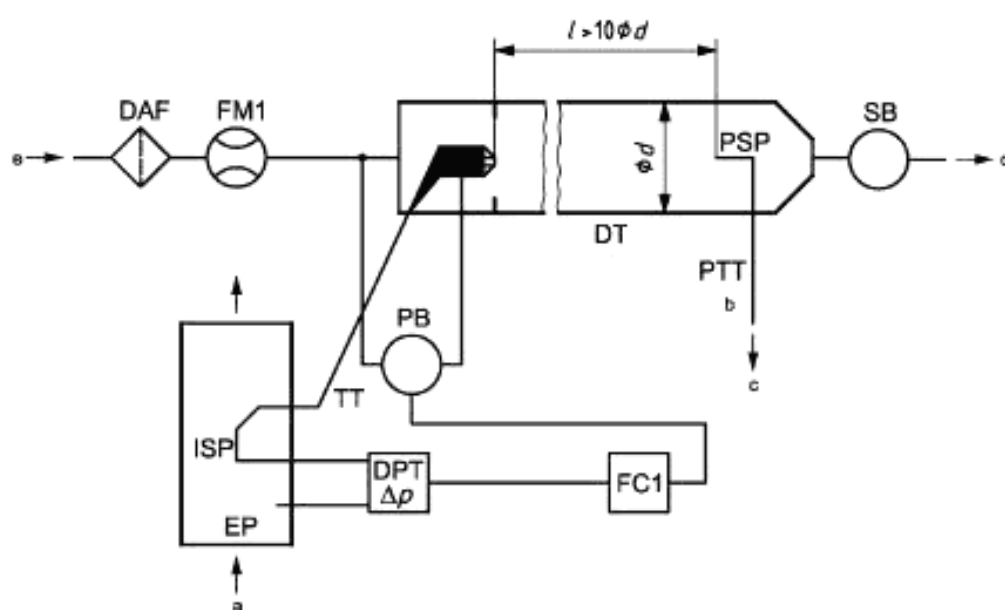 l > 10 ϕ d
DAF
FM1
SB
PSP
ϕ d
DT
PTT
b
PB
c
TT
ISP
DPT
Δp
FC1
EP